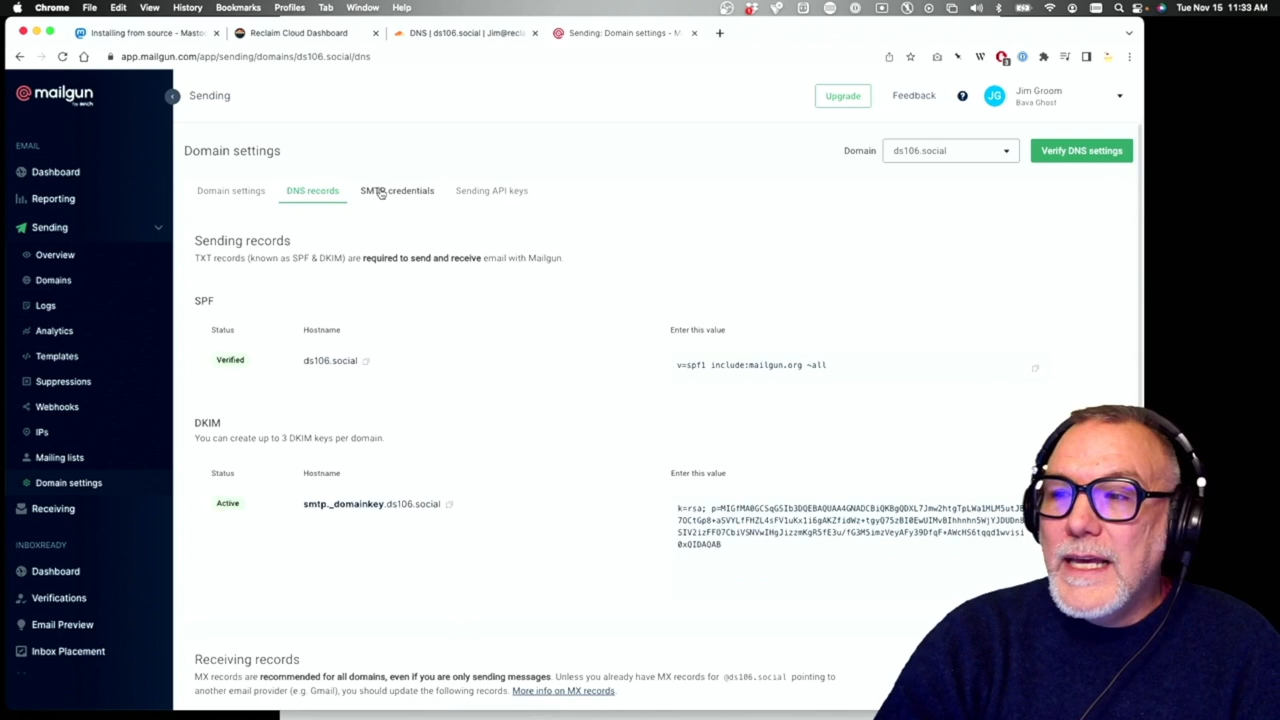 Chrome File Edit View History Bookmarks Profiles Tab Window Help Tue Nov 15 11:33 AM
Installing from source - Masto Reclaim Cloud Dashboard DNS | ds106.social | Jim@recla Sending: Domain settings - M
app.mailgun.com/app/sending/domains/ds106.social/dns
mailgun
by sinch
Sending
Upgrade
Feedback
JG
Jim Groom
Bava Ghost
EMAIL
Dashboard
Reporting
Sending
Overview
Domains
Logs
Analytics
Templates
Suppressions
Webhooks
IPs
Mailing lists
Domain settings
Receiving
INBOXREADY
Dashboard
Verifications
Email Preview
Inbox Placement
Domain settings
Domain ds106.social
Verify DNS settings
Domain settings DNS records SMTP credentials Sending API keys
Sending records
TXT records (known as SPF & DKIM) are required to send and receive email with Mailgun.
SPF
Status Hostname Enter this value
Verified ds106.social v=spf1 include:mailgun.org ~all
DKIM
You can create up to 3 DKIM keys per domain.
Status Hostname Enter this value
Active smtp._domainkey.ds106.social
k=rsa;
0xQIDAQAB
Receiving records
MX records are recommended for all domains, even if you are only sending messages. Unless you already have MX records for @ds106.social pointing to
another email provider (e.g. Gmail), you should update the following records. More info on MX records.